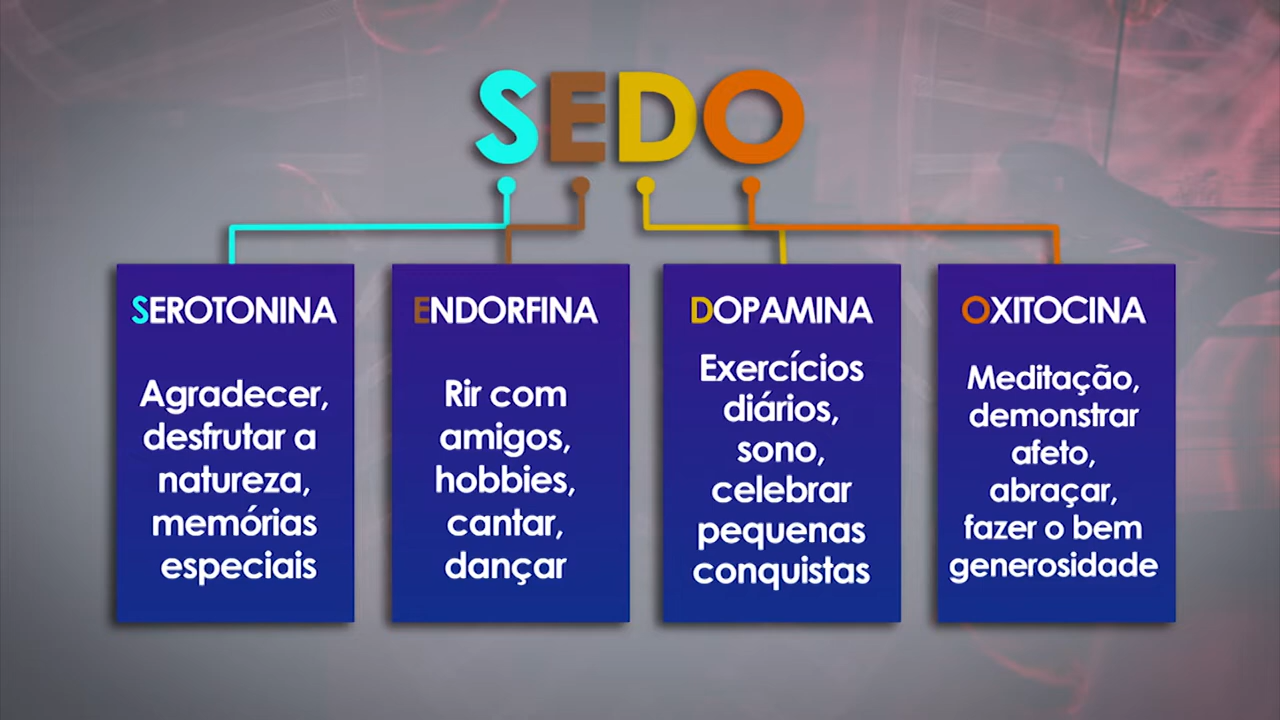 SEDO
SEROTONINA
Agradecer,
desfrutar a
natureza,
memórias
especiais
ENDORFINA
Rir com
amigos,
hobbies,
cantar,
dançar
DOPAMINA
Exercícios
diários,
sono,
celebrar
pequenas
conquistas
OXITOCINA
Meditação,
demonstrar
afeto,
abraçar,
fazer o bem
generosidade